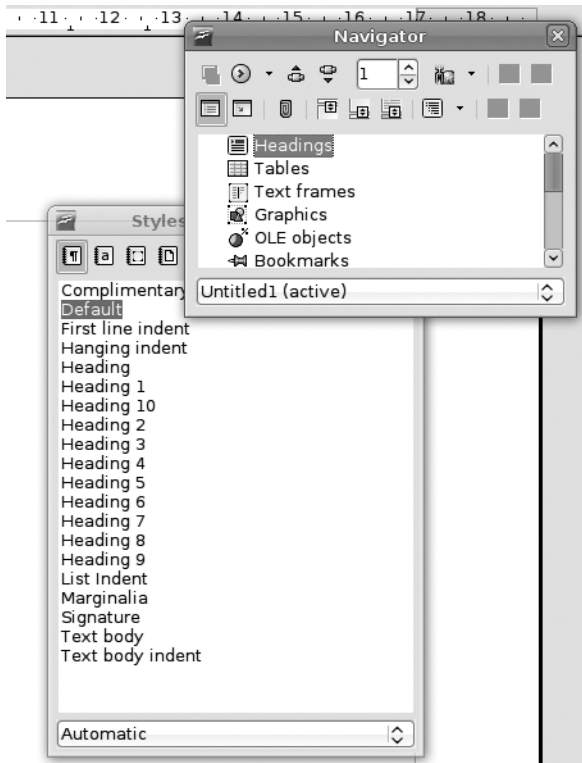 11 12 13 14 15 16 17 18
Navigator
1
Headings
Tables
Text frames
Graphics
OLE objects
Bookmarks
Untitled1 (active)
Styles
a
Complimentary
Default
First line indent
Hanging indent
Heading
Heading 1
Heading 10
Heading 2
Heading 3
Heading 4
Heading 5
Heading 6
Heading 7
Heading 8
Heading 9
List Indent
Marginalia
Signature
Text body
Text body indent
Automatic